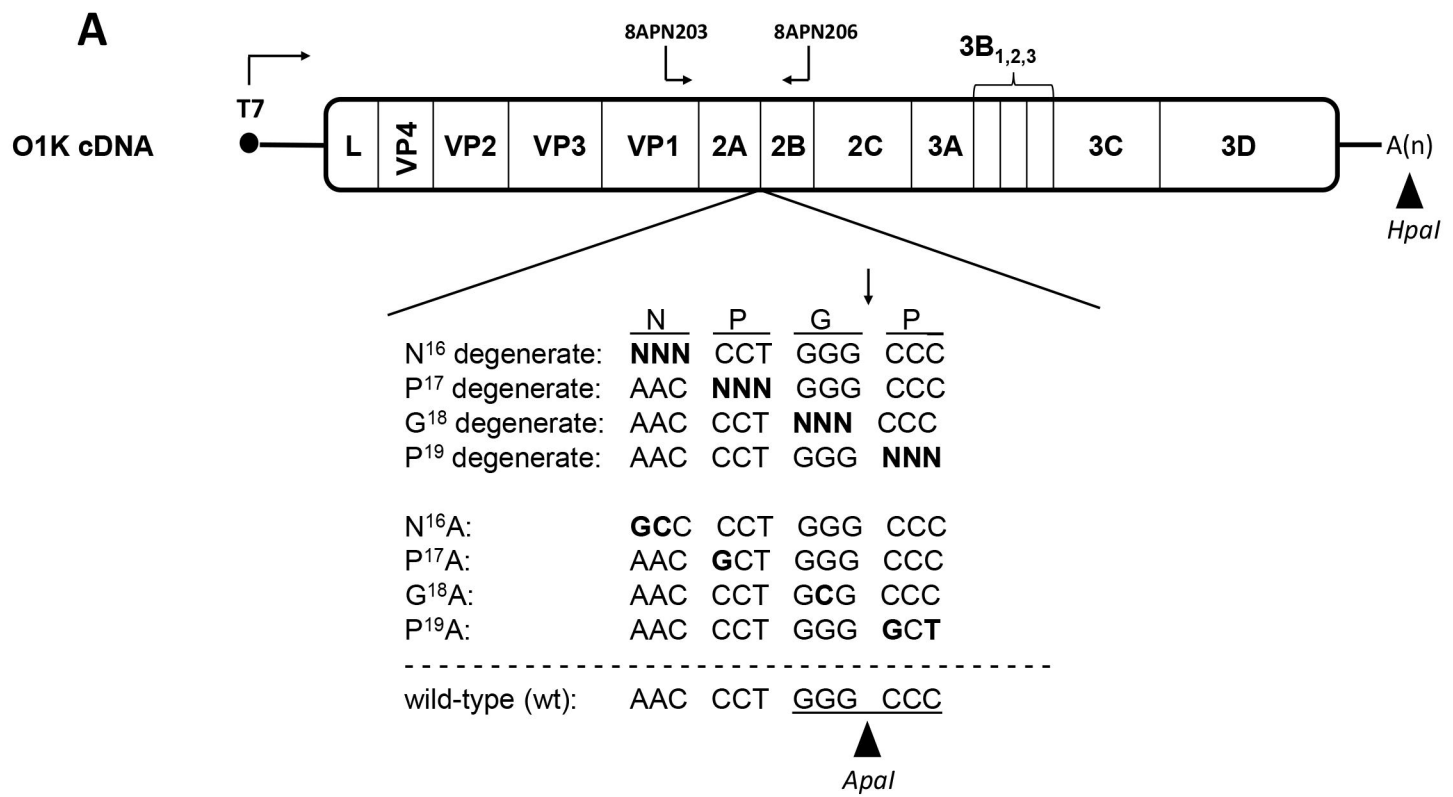 A
8APN203 8APN206
3B1,2,3
T7
O1K cDNA L VP4 VP2 VP3 VP1 2A 2B 2C 3A 3C 3D A(n)
HpaI
N P G P
N16 degenerate: NNN CCT GGG CCC
P17 degenerate: AAC NNN GGG CCC
G18 degenerate: AAC CCT NNN CCC
P19 degenerate: AAC CCT GGG NNN
N16A: GCC CCT GGG CCC
P17A: AAC GCT GGG CCC
G18A: AAC CCT GCG CCC
P19A: AAC CCT GGG GCT
wild-type (wt): AAC CCT GGG CCC
ApaI